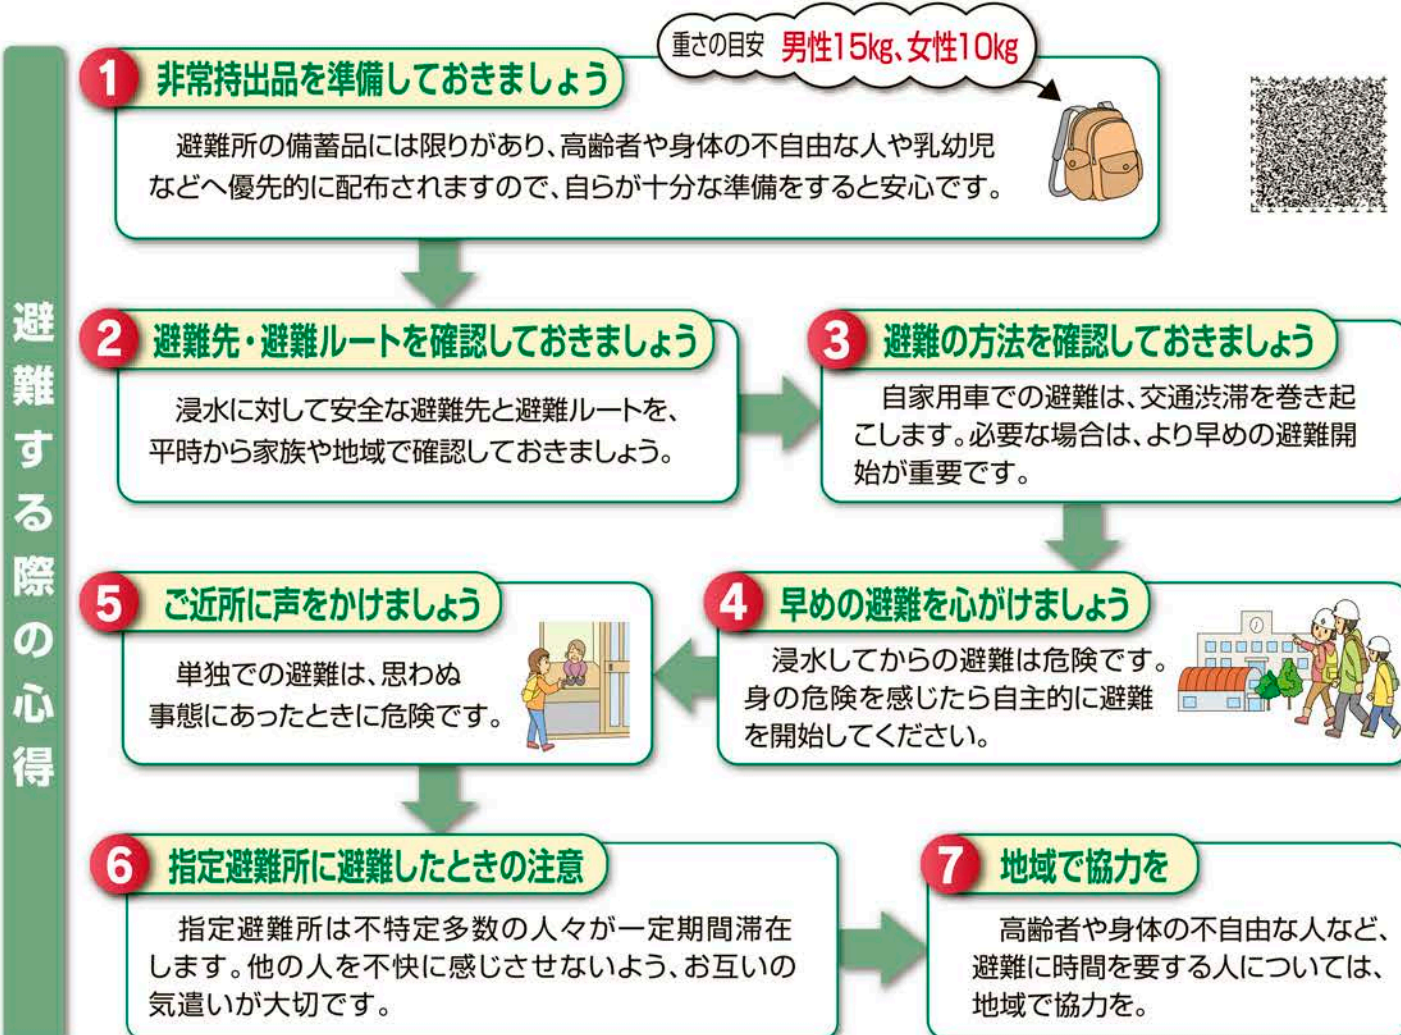 避難する際の心得
重さの目安 男性15kg、女性10kg
1 非常持出品を準備しておきましょう
避難所の備蓄品には限りがあり、高齢者や身体の不自由な人や乳幼児
などへ優先的に配布されますので、自らが十分な準備をすると安心です。
2 避難先・避難ルートを確認しておきましょう
浸水に対して安全な避難先と避難ルートを、
平時から家族や地域で確認しておきましょう。
3 避難の方法を確認しておきましょう
自家用車での避難は、交通渋滞を巻き起
こします。必要な場合は、より早めの避難開
始が重要です。
4 早めの避難を心がけましょう
浸水してからの避難は危険です。
身の危険を感じたら自主的に避難
を開始してください。
5 ご近所に声をかけましょう
単独での避難は、思わぬ
事態にあったときに危険です。
6 指定避難所に避難したときの注意
指定避難所は不特定多数の人々が一定期間滞在
します。他の人を不快に感じさせないよう、お互いの
気遣いが大切です。
7 地域で協力を
高齢者や身体の不自由な人など、
避難に時間を要する人については、
地域で協力を。